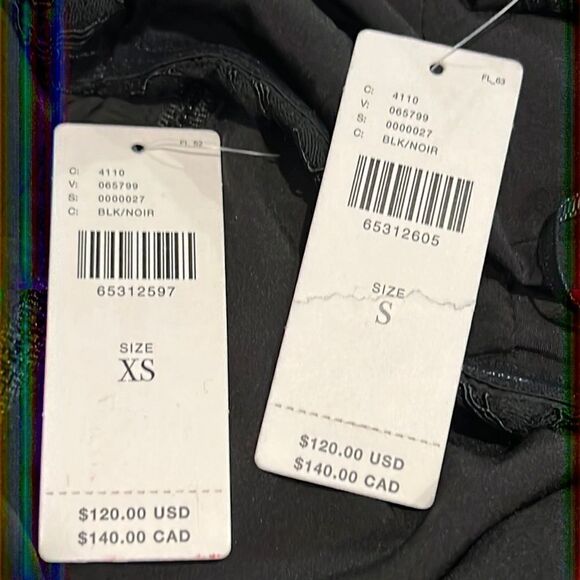 FL_52
C: 4110
V: 065799
S: 0000027
C: BLK/NOIR
65312597
SIZE
XS
$120.00 USD
$140.00 CAD
FL_63
C: 4110
V: 065799
S: 0000027
C: BLK/NOIR
65312605
SIZE
S
$120.00 USD
$140.00 CAD